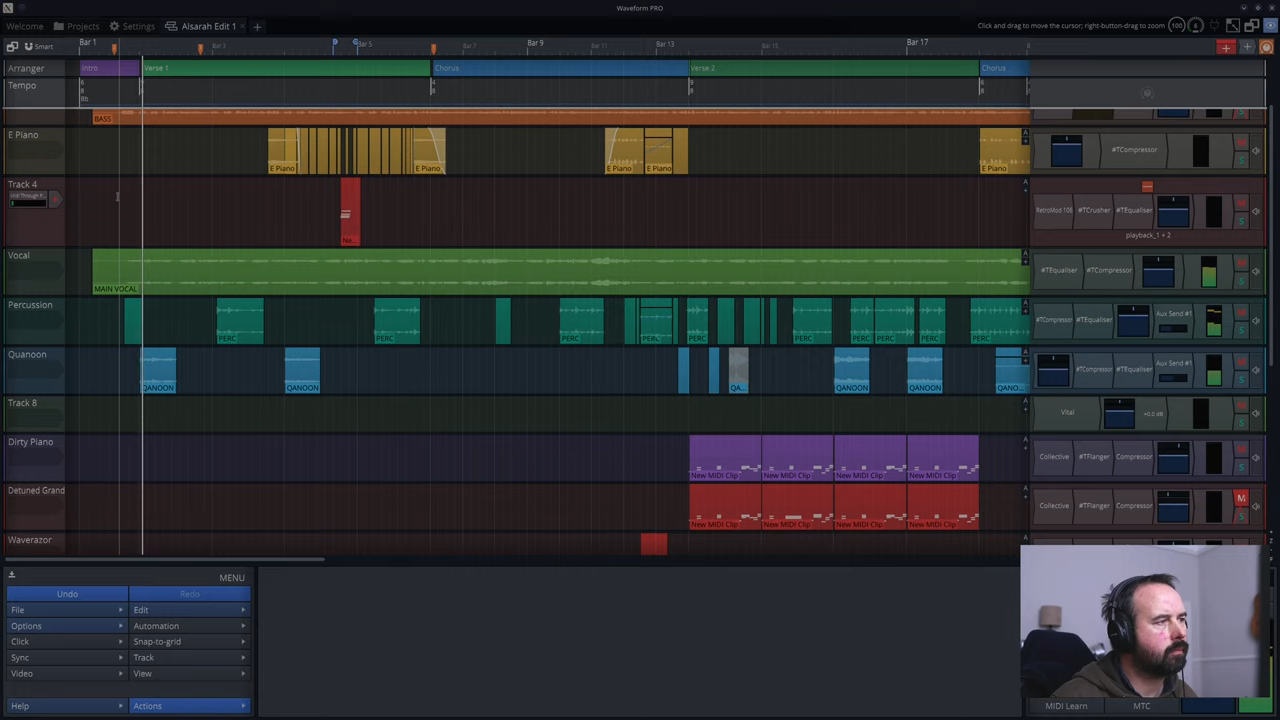 Waveform PRO
Welcome
Projects
Settings
Alsarah Edit 1
Click and drag to move the cursor; right-button-drag to zoom
100
6
Smart
Bar 1
Bar 3
Bar 5
Bar 7
Bar 9
Bar 11
Bar 13
Bar 15
Bar 17
Arranger
Intro
Verse 1
Chorus
Verse 2
Chorus
Tempo
BASS
E Piano
E Piano
E Piano
E Piano
E Piano
E Piano
#TCompressor
Track 4
RetroMod 106
#TCrusher
#TEqualiser
playback_1 + 2
Vocal
MAIN VOCAL
#TEqualiser
#TCompressor
Percussion
PERC
PERC
PERC
PERC
PERC
PERC
PERC
PERC
PERC
PERC
#TCompressor
#TEqualiser
Aux Send #1
Quanoon
QANOON
QANOON
QA...
QANOON
QANOON
QANO...
#TCompressor
#TEqualiser
Aux Send #1
Track 8
Vital
+0.0 dB
Dirty Piano
New MIDI Clip
New MIDI Clip
New MIDI Clip
New MIDI Clip
Collective
#TFlanger
Compressor
Detuned Grand
New MIDI Clip
New MIDI Clip
New MIDI Clip
New MIDI Clip
Collective
#TFlanger
Compressor
M
S
Waverazor
MENU
Undo
Redo
File
Edit
Options
Automation
Click
Snap-to-grid
Sync
Track
Video
View
Help
Actions
MIDI Learn
MTC